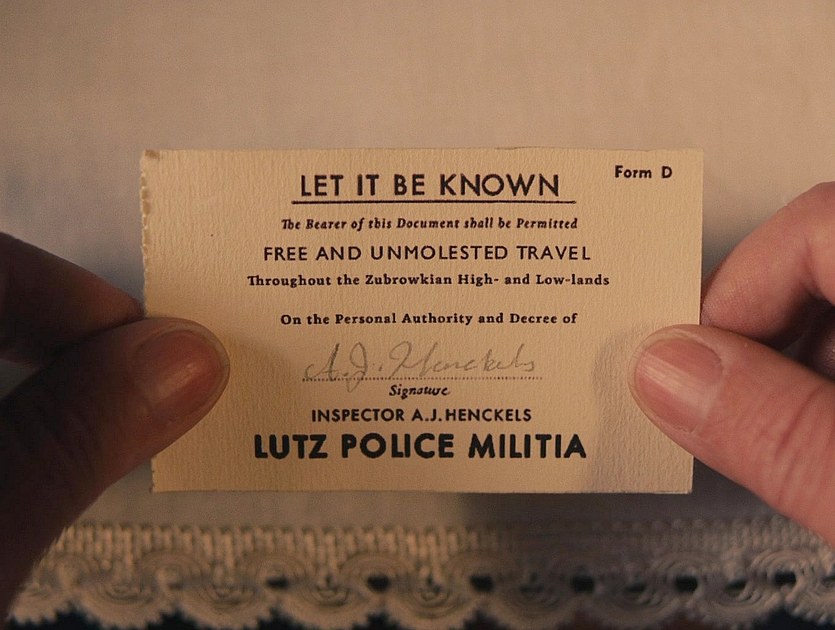 Form D
LET IT BE KNOWN
The Bearer of this Document shall be Permitted
FREE AND UNMOLESTED TRAVEL
Throughout the Zubrowkian High- and Low-lands
On the Personal Authority and Decree of
A.J. Henckels
Signature
INSPECTOR A.J. HENCKELS
LUTZ POLICE MILITIA